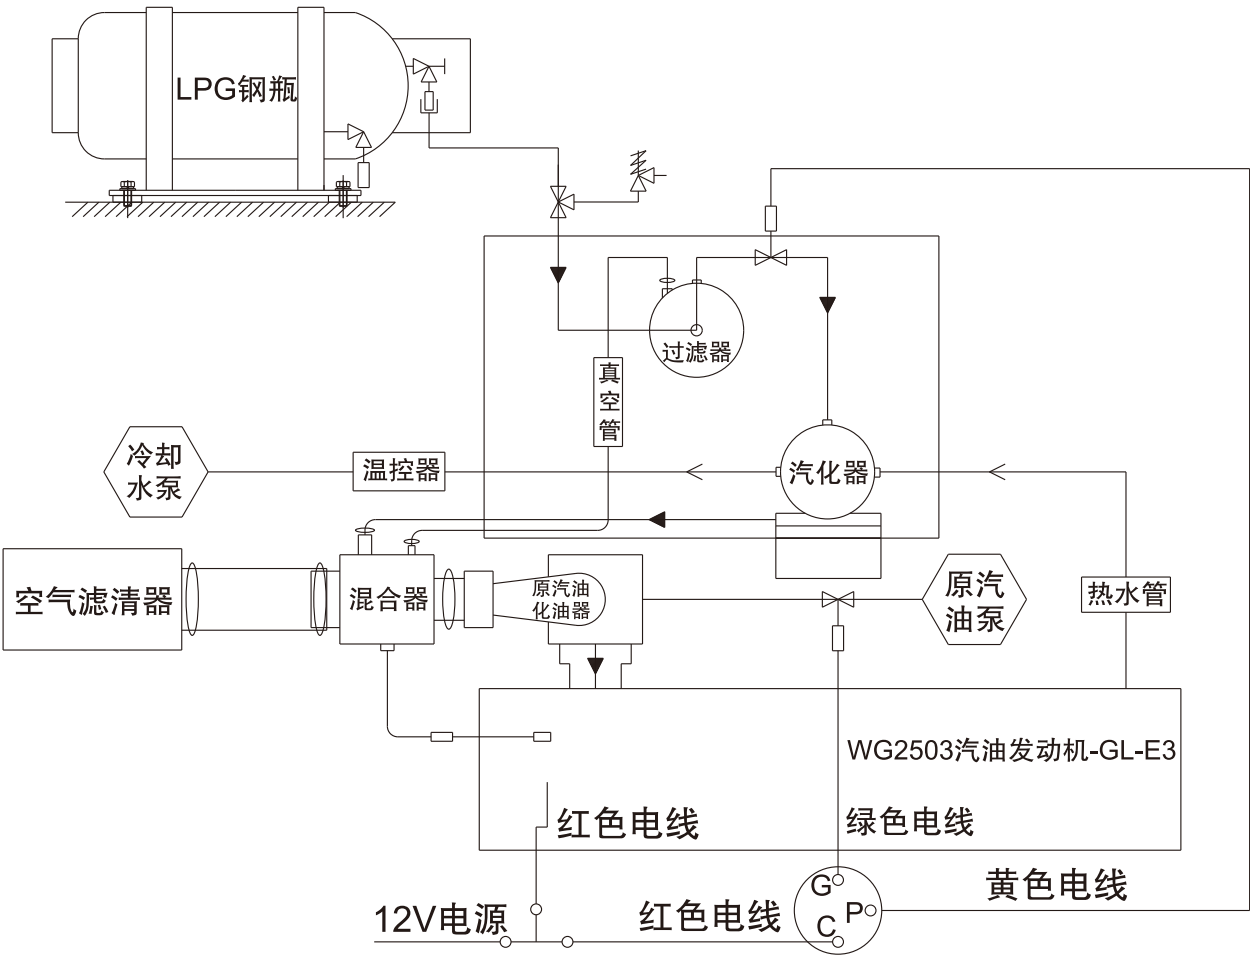 LPG钢瓶
过滤器
真
空
管
冷却
水泵
温控器
汽化器
空气滤清器
混合器
原汽油
化油器
原汽
油泵
热水管
WG2503汽油发动机-GL-E3
红色电线
绿色电线
G
P
C
黄色电线
12V电源
红色电线